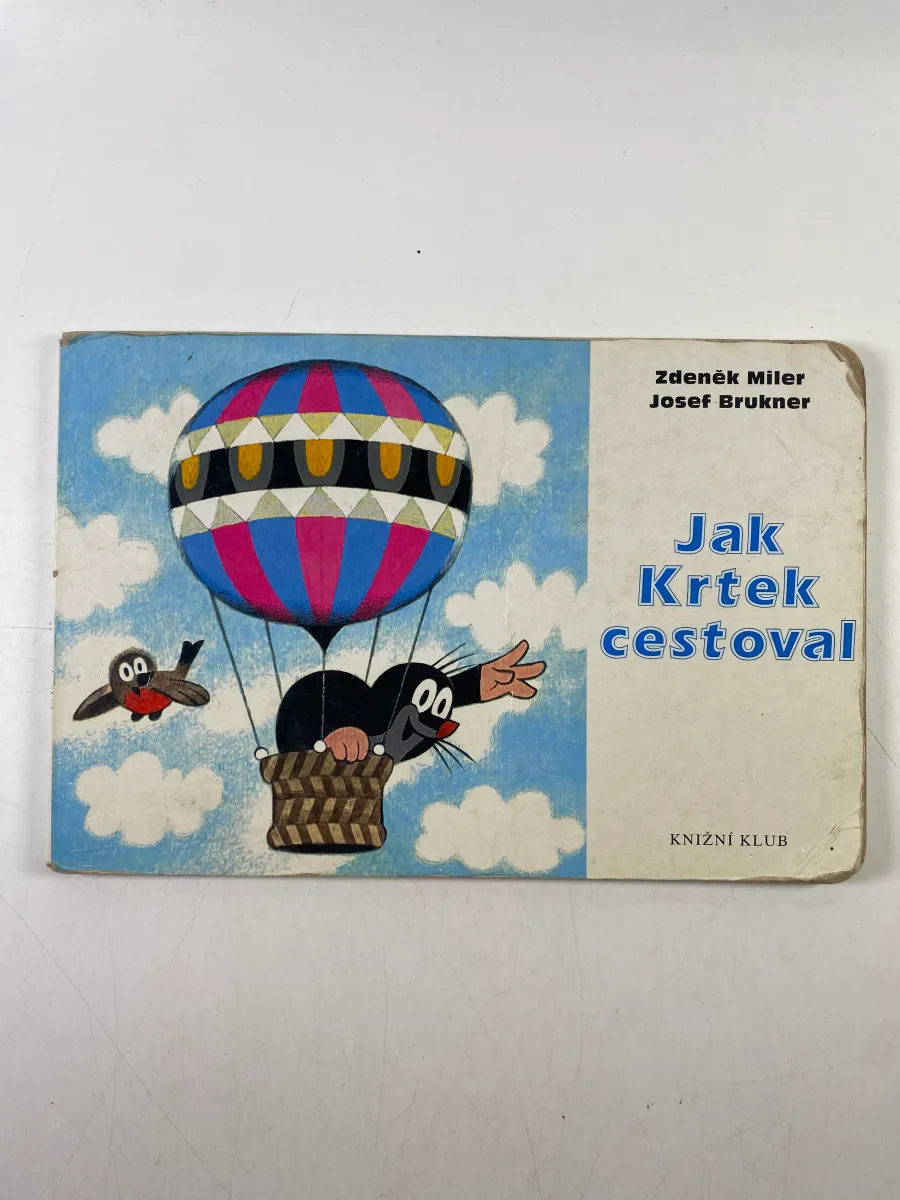 Zdeněk Miler
Josef Brukner
Jak
Krtek
cestoval
KNIŽNÍ KLUB